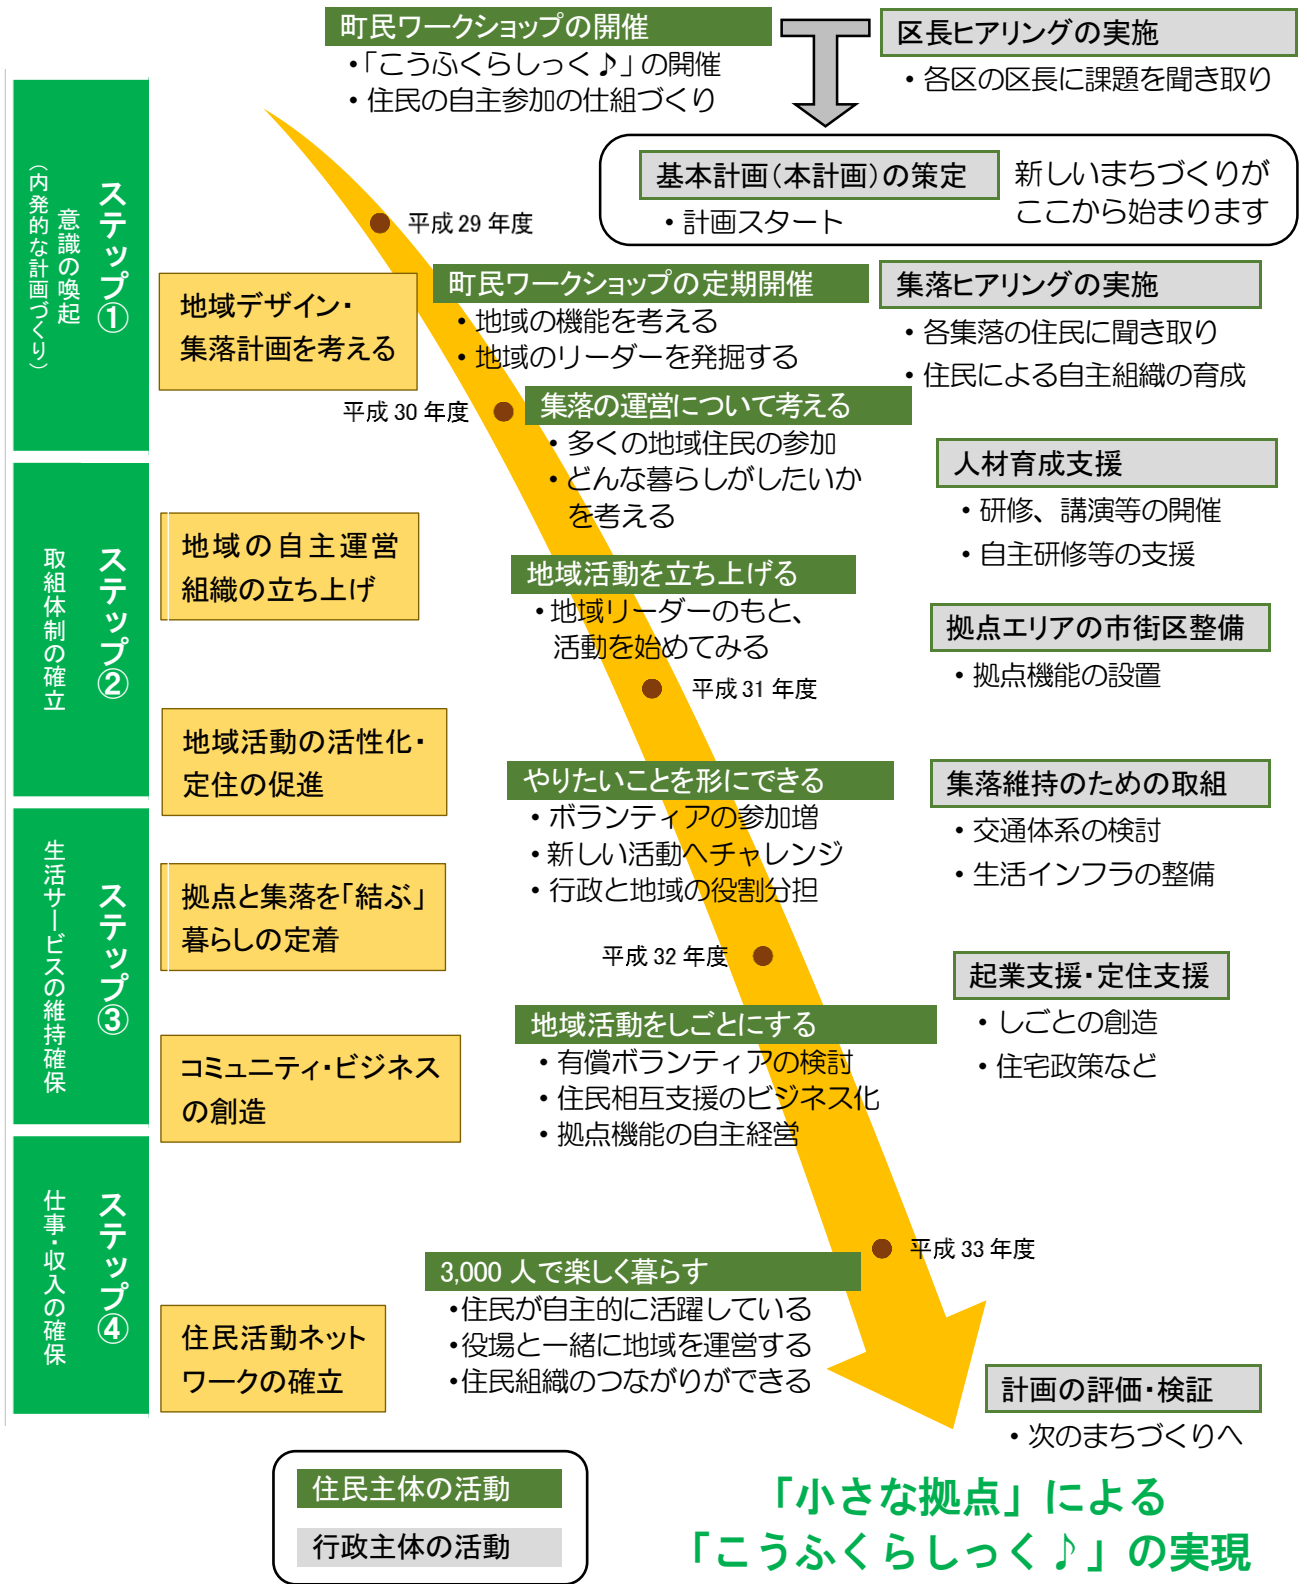 町民ワークショップの開催
・「こうふくらしっく♪」の開催
・住民の自主参加の仕組づくり
区長ヒアリングの実施
・各区の区長に課題を聞き取り
基本計画(本計画)の策定
・計画スタート
新しいまちづくりが
ここから始まります
ステップ①
意識の喚起
(内発的な計画づくり)
平成 29 年度
地域デザイン・
集落計画を考える
町民ワークショップの定期開催
・地域の機能を考える
・地域のリーダーを発掘する
集落ヒアリングの実施
・各集落の住民に聞き取り
・住民による自主組織の育成
平成 30 年度
集落の運営について考える
・多くの地域住民の参加
・どんな暮らしがしたいか
を考える
人材育成支援
・研修、講演等の開催
・自主研修等の支援
ステップ②
取組体制の確立
地域の自主運営
組織の立ち上げ
地域活動を立ち上げる
・地域リーダーのもと、
活動を始めてみる
拠点エリアの市街区整備
・拠点機能の設置
平成 31 年度
地域活動の活性化・
定住の促進
やりたいことを形にできる
・ボランティアの参加増
・新しい活動へチャレンジ
・行政と地域の役割分担
集落維持のための取組
・交通体系の検討
・生活インフラの整備
ステップ③
生活サービスの維持確保
拠点と集落を「結ぶ」
暮らしの定着
平成 32 年度
起業支援・定住支援
・しごとの創造
・住宅政策など
地域活動をしごとにする
・有償ボランティアの検討
・住民相互支援のビジネス化
・拠点機能の自主経営
コミュニティ・ビジネス
の創造
ステップ④
仕事・収入の確保
平成 33 年度
3,000 人で楽しく暮らす
・住民が自主的に活躍している
・役場と一緒に地域を運営する
・住民組織のつながりができる
住民活動ネット
ワークの確立
計画の評価・検証
・次のまちづくりへ
住民主体の活動
行政主体の活動
「小さな拠点」による
「こうふくらしっく♪」の実現